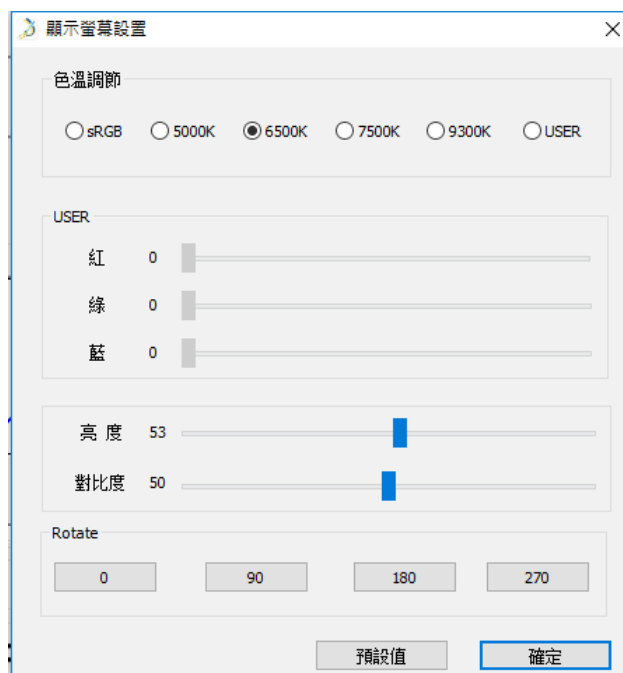 顯示螢幕設置
色溫調節
sRGB 5000K 6500K 7500K 9300K USER
USER
紅 0
綠 0
藍 0
亮 度 53
對比度 50
Rotate
0 90 180 270
預設值 確定